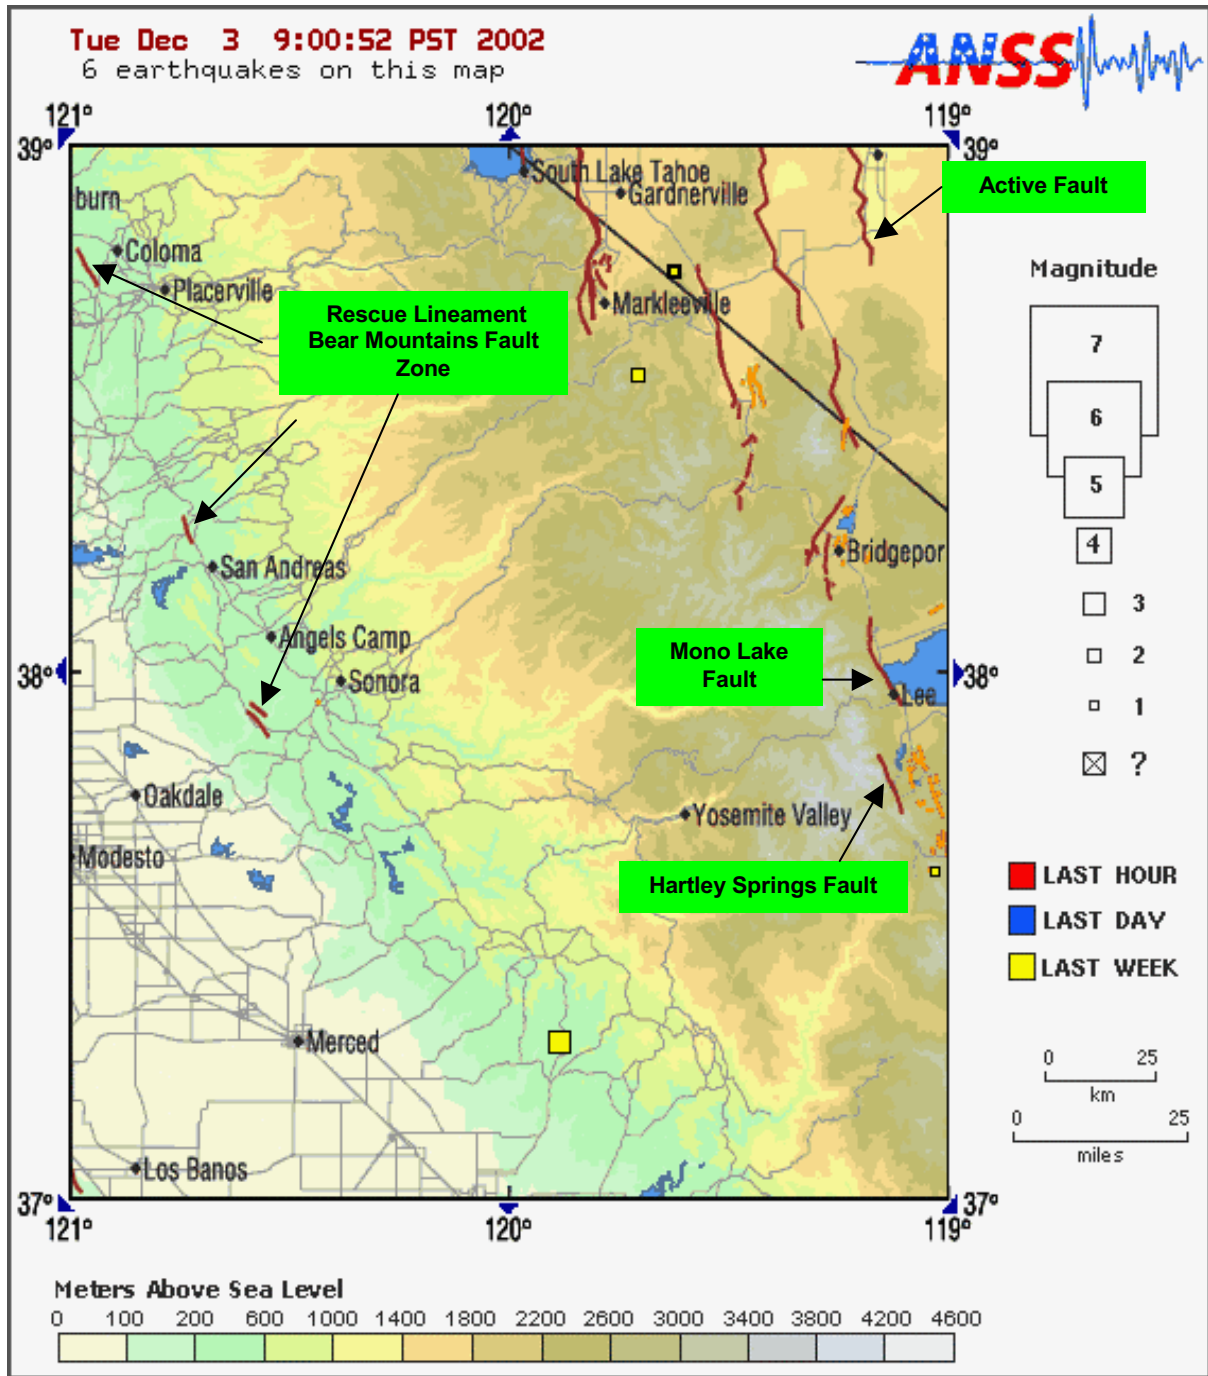 Tue Dec 3 9:00:52 PST 2002
6 earthquakes on this map
ANSS
121° 120° 119°
39° 39°
South Lake Tahoe
Gardnerville
burn
Active Fault
Coloma
Placerville
Markleeville
Rescue Lineament
Bear Mountains Fault
Zone
Magnitude
7
6
5
4
3
2
1
?
San Andreas
Bridgepor
Angels Camp
Mono Lake
Fault
38° 38°
Sonora
Lee
Oakdale
Yosemite Valley
Modesto
Hartley Springs Fault
LAST HOUR
LAST DAY
LAST WEEK
Merced
0 25
km
0 25
miles
Los Banos
37° 37°
121° 120° 119°
Meters Above Sea Level
0 100 200 600 1000 1400 1800 2200 2600 3000 3400 3800 4200 4600